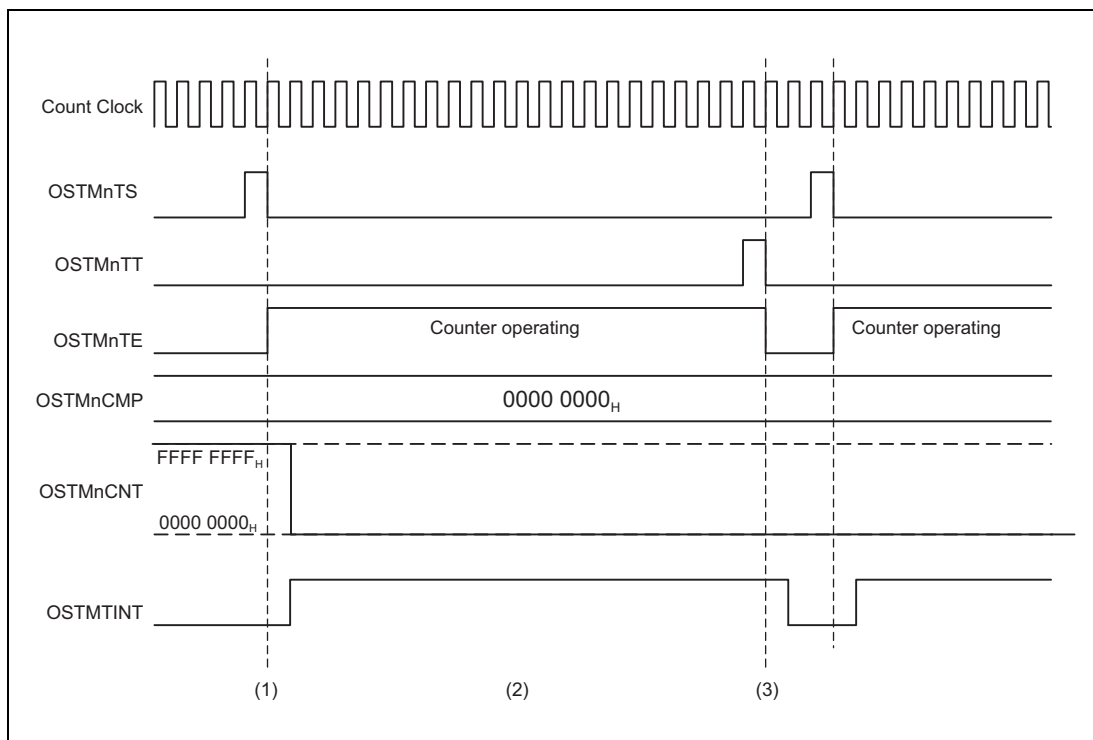 Count Clock
OSTMnTS
OSTMnTT
OSTMnTE
Counter operating
Counter operating
OSTMnCMP
0000 0000H
FFFF FFFFH
OSTMnCNT
0000 0000H
OSTMTINT
(1)
(2)
(3)